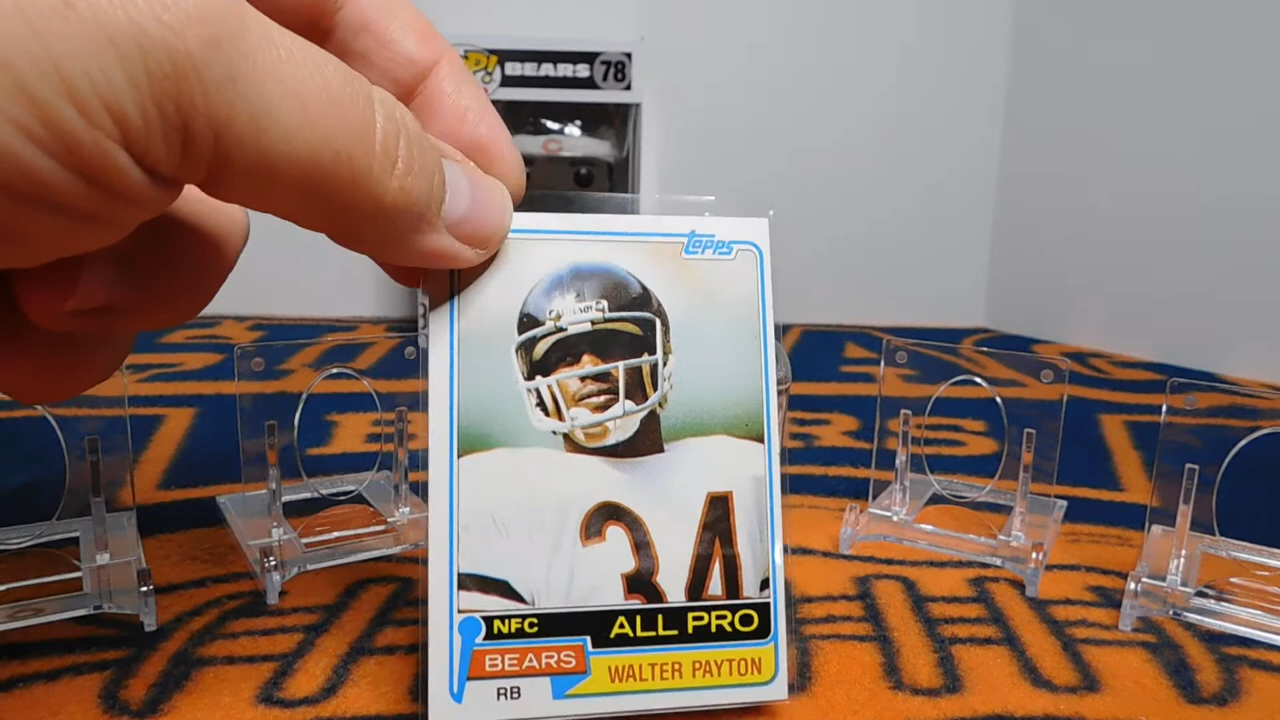 P!
BEARS 78
C
topps
34
NFC
ALL PRO
BEARS
WALTER PAYTON
RB